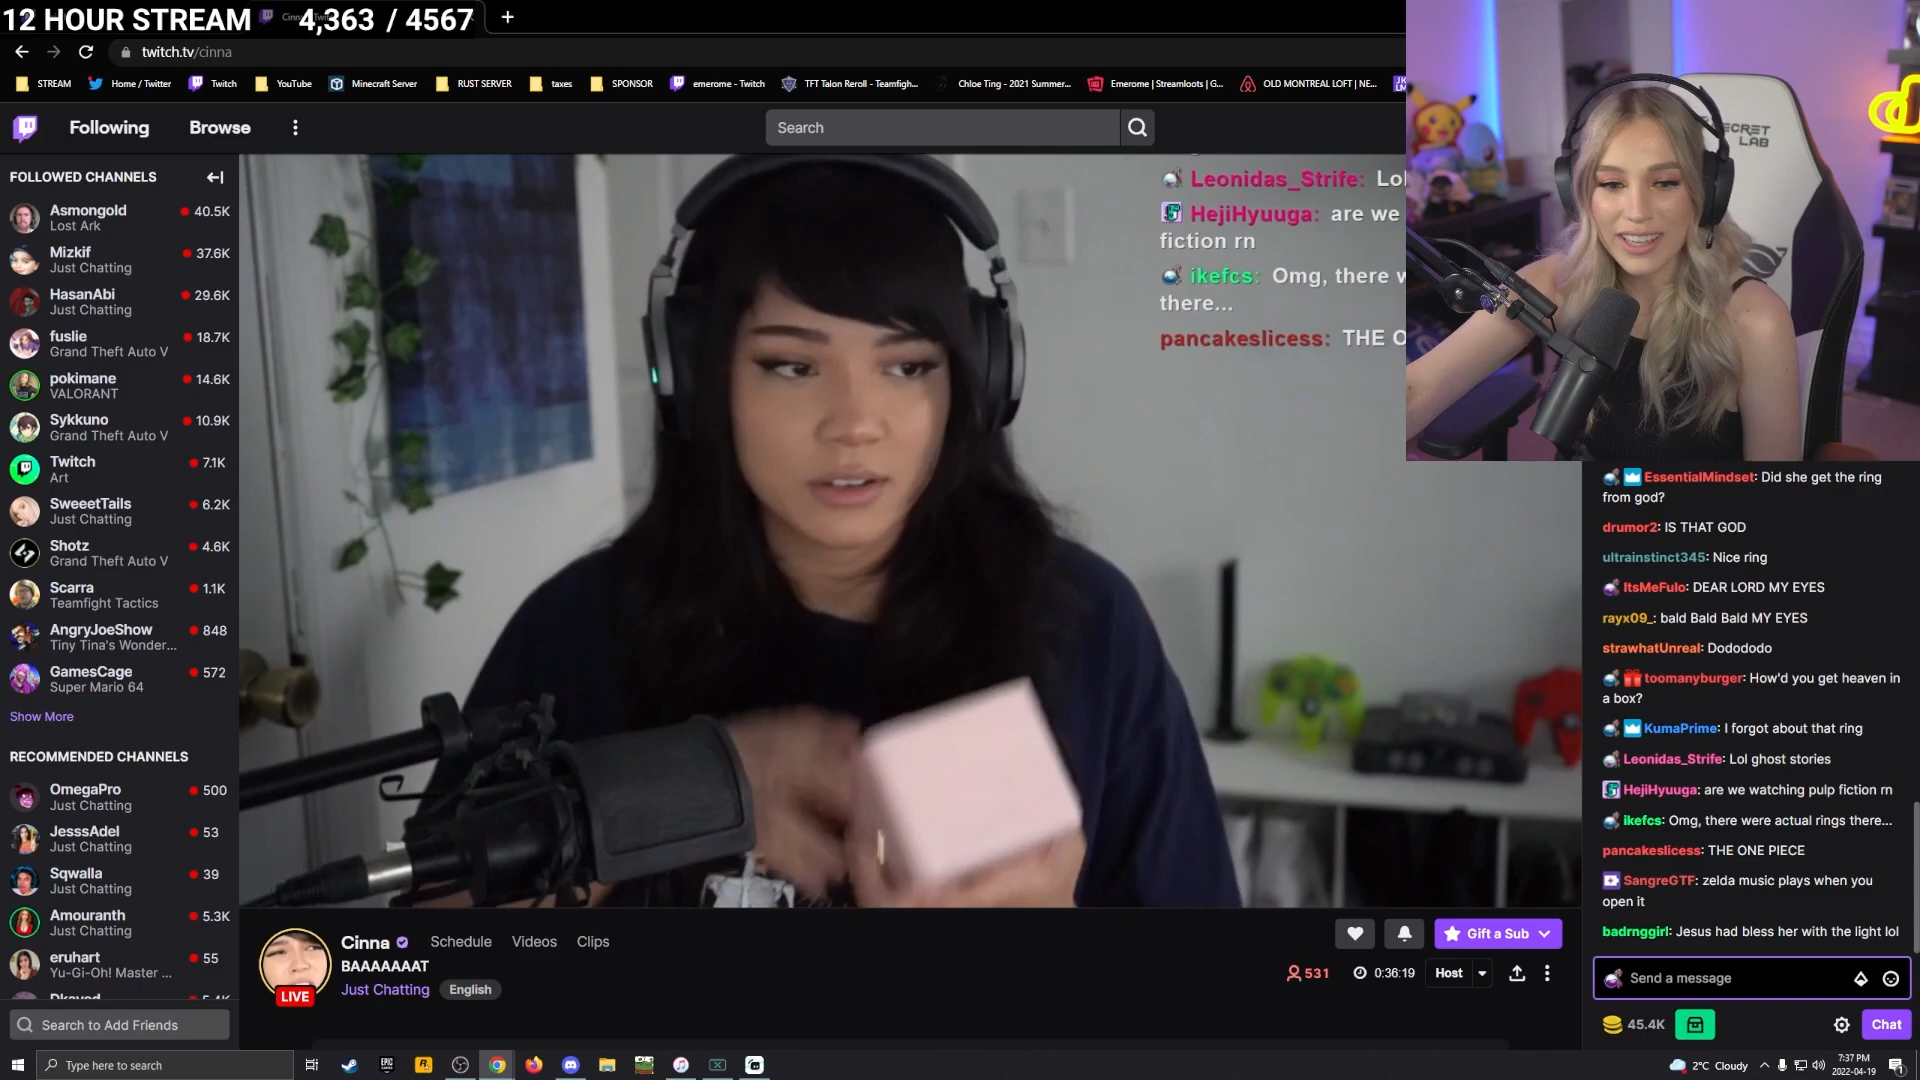 12 HOUR STREAM 4,363 / 4567
twitch.tv/cinna
STREAM Home / Twitter Twitch YouTube Minecraft Server RUST SERVER taxes SPONSOR emerome - Twitch TFT Talon Reroll - Teamfigh... Chloe Ting - 2021 Summer... Emerome | Streamloots | G... OLD MONTREAL LOFT | NE...
Following Browse Search
FOLLOWED CHANNELS
Asmongold 40.5K
Lost Ark
Mizkif 37.6K
Just Chatting
HasanAbi 29.6K
Just Chatting
fuslie 18.7K
Grand Theft Auto V
pokimane 14.6K
VALORANT
Sykkuno 10.9K
Grand Theft Auto V
Twitch 7.1K
Art
SweeetTails 6.2K
Just Chatting
Shotz 4.6K
Grand Theft Auto V
Scarra 1.1K
Teamfight Tactics
AngryJoeShow 848
Tiny Tina's Wonder...
GamesCage 572
Super Mario 64
Show More
RECOMMENDED CHANNELS
OmegaPro 500
Just Chatting
JesssAdel 53
Just Chatting
Sqwalla 39
Just Chatting
Amouranth 5.3K
Just Chatting
eruhart 55
Yu-Gi-Oh! Master ...
Search to Add Friends
Leonidas_Strife: Lol
HejiHyuuga: are we
fiction rn
ikefcs: Omg, there w
there...
pancakeslicess: THE O
SECRET
LAB
EssentialMindset: Did she get the ring
from god?
drumor2: IS THAT GOD
ultrainstinct345: Nice ring
ItsMeFulo: DEAR LORD MY EYES
rayx09_: bald Bald Bald MY EYES
strawhatUnreal: Dodododo
toomanyburger: How'd you get heaven in
a box?
KumaPrime: I forgot about that ring
Leonidas_Strife: Lol ghost stories
HejiHyuuga: are we watching pulp fiction rn
ikefcs: Omg, there were actual rings there...
pancakeslicess: THE ONE PIECE
SangreGTF: zelda music plays when you
open it
badrnggirl: Jesus had bless her with the light lol
Send a message
45.4K Chat
Cinna Schedule Videos Clips
BAAAAAAT
Just Chatting English
LIVE
Gift a Sub
531 0:36:19 Host
Type here to search
2°C Cloudy 7:37 PM
2022-04-19